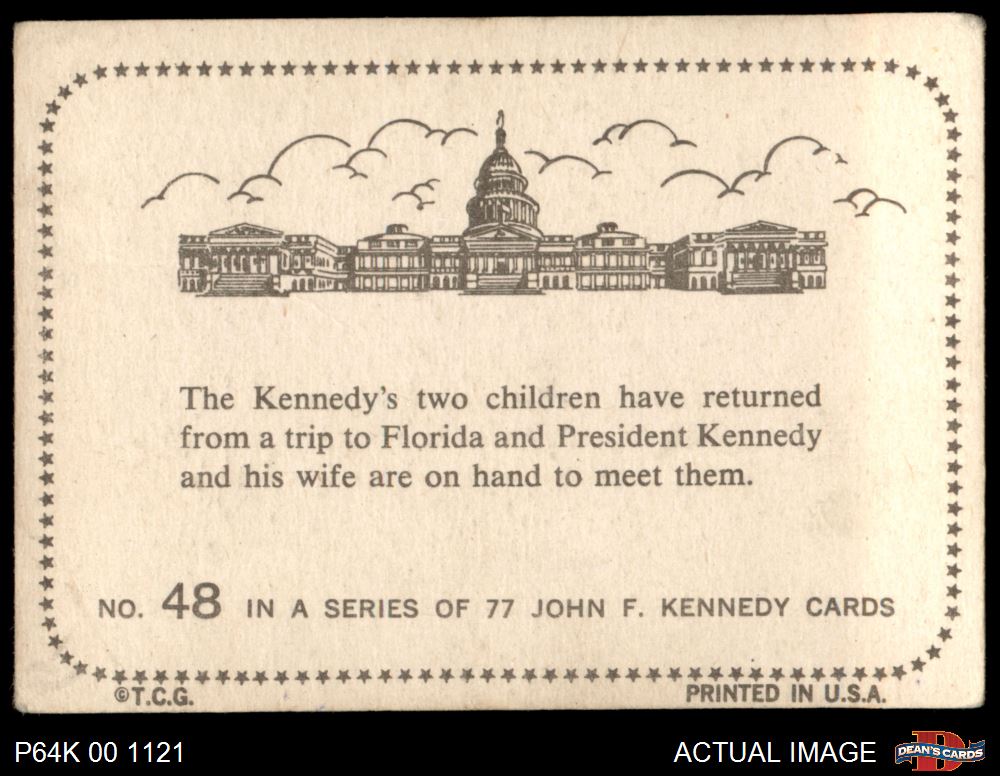 The Kennedy's two children have returned
from a trip to Florida and President Kennedy
and his wife are on hand to meet them.
NO. 48 IN A SERIES OF 77 JOHN F. KENNEDY CARDS
©T.C.G. PRINTED IN U.S.A.
P64K 00 1121 ACTUAL IMAGE DEAN'S CARDS